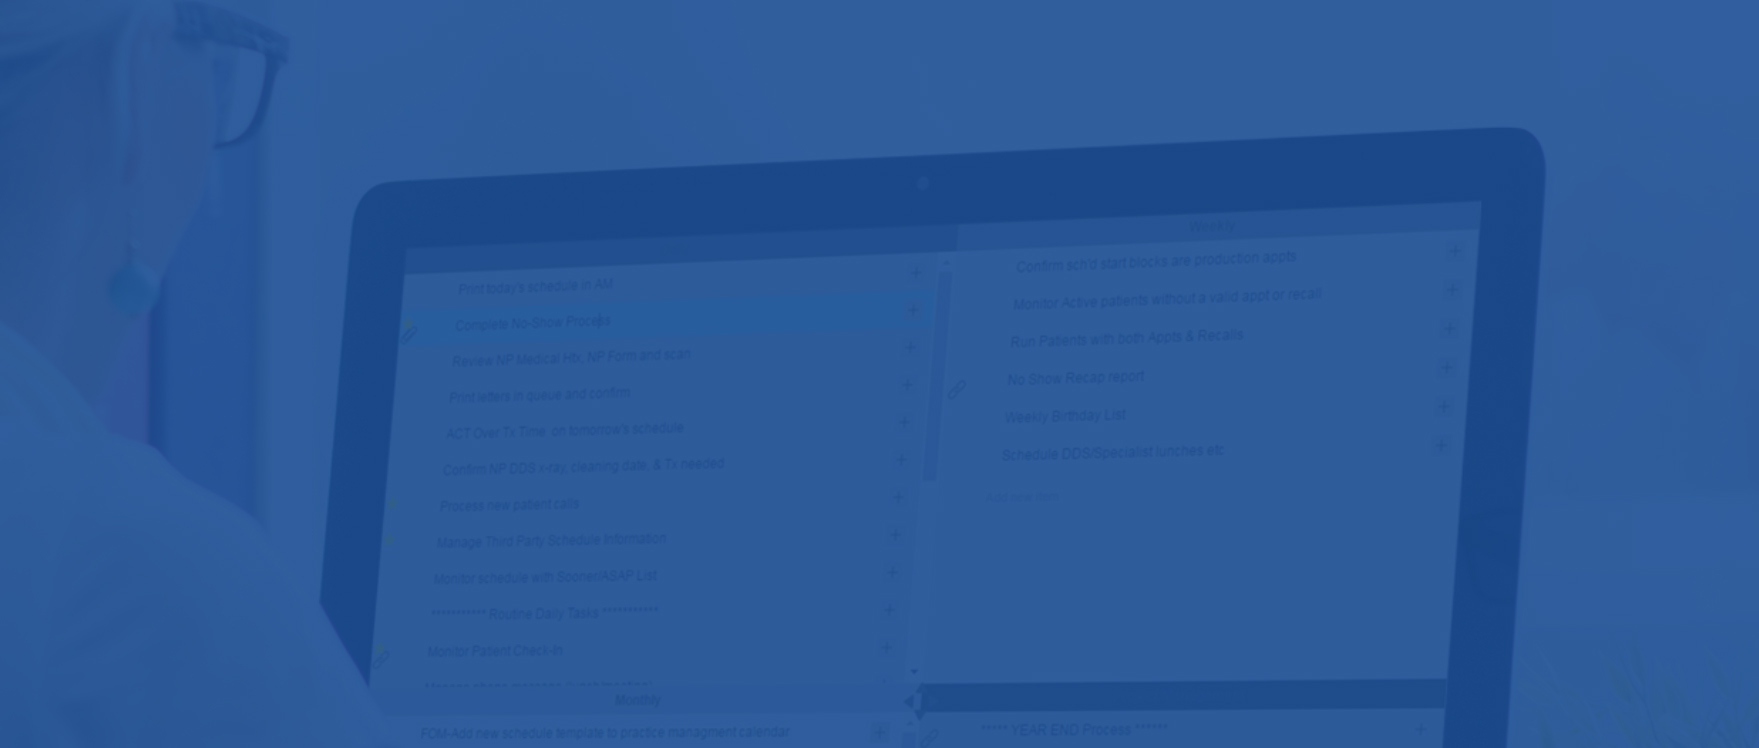 Print today's schedule in AM
Complete No-Show Process
Review NP Medical Htx, NP Form and scan
Print letters in queue and confirm
ACT-Over Tx Time on tomorrow's schedule
Confirm NP DDS x-ray, cleaning date, & Tx needed
Process new patient calls
Manage Third Party Schedule Information
Monitor schedule with Sooner/ASAP List
*********** Routine Daily Tasks ***********
Monitor Patient Check-In
Weekly
Confirm sch'd start blocks are production appts
Monitor Active patients without a valid appt or recall
Run Patients with both Appts & Recalls
No Show Recap report
Weekly Birthday List
Schedule DDS/Specialist lunches etc
Add new item
Monthly
FOM-Add new schedule template to practice managment calendar
***** YEAR END Process ******